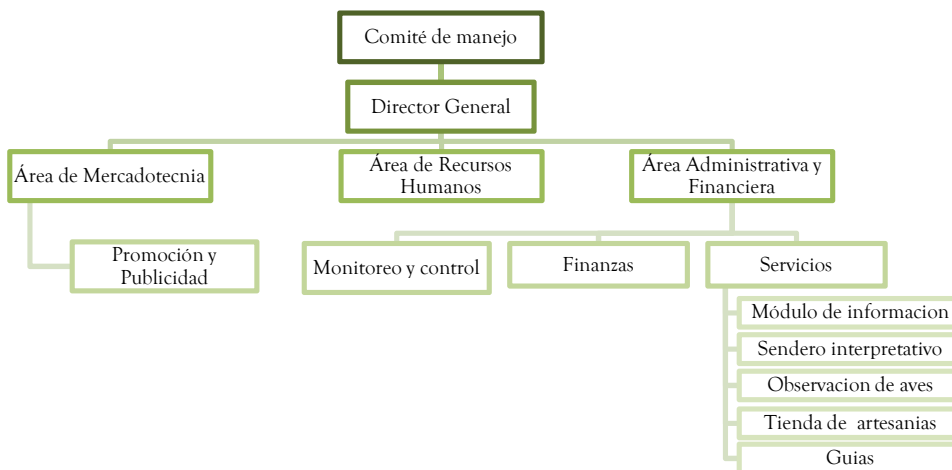 Comité de manejo
Director General
Área de Mercadotecnia
Área de Recursos
Humanos
Área Administrativa y
Financiera
Promoción y
Publicidad
Monitoreo y control
Finanzas
Servicios
Módulo de informacion
Sendero interpretativo
Observacion de aves
Tienda de artesanias
Guias